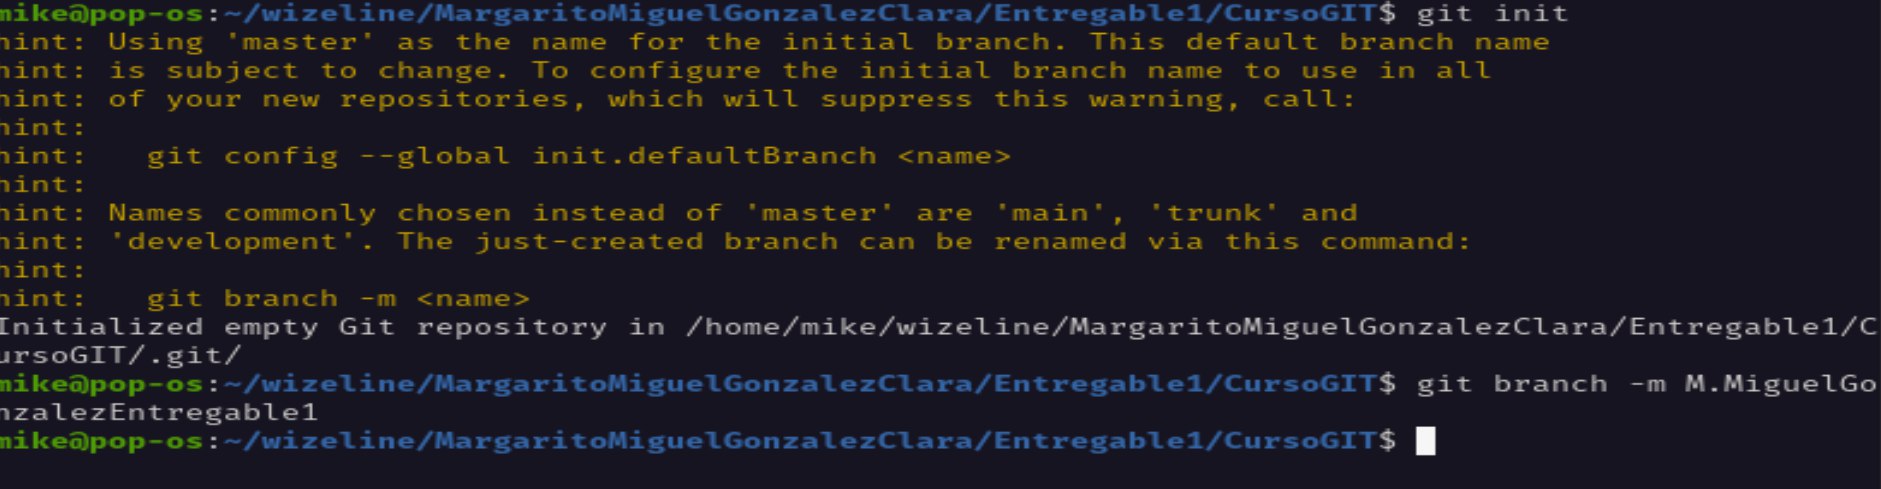 mike@pop-os:~/wizeline/MargaritoMiguelGonzalezClara/Entregable1/CursoGIT$ git init
hint: Using 'master' as the name for the initial branch. This default branch name
hint: is subject to change. To configure the initial branch name to use in all
hint: of your new repositories, which will suppress this warning, call:
hint:
hint:   git config --global init.defaultBranch <name>
hint:
hint: Names commonly chosen instead of 'master' are 'main', 'trunk' and
hint: 'development'. The just-created branch can be renamed via this command:
hint:
hint:   git branch -m <name>
Initialized empty Git repository in /home/mike/wizeline/MargaritoMiguelGonzalezClara/Entregable1/C
ursoGIT/.git/
mike@pop-os:~/wizeline/MargaritoMiguelGonzalezClara/Entregable1/CursoGIT$ git branch -m M.MiguelGo
nzalezEntregable1
mike@pop-os:~/wizeline/MargaritoMiguelGonzalezClara/Entregable1/CursoGIT$